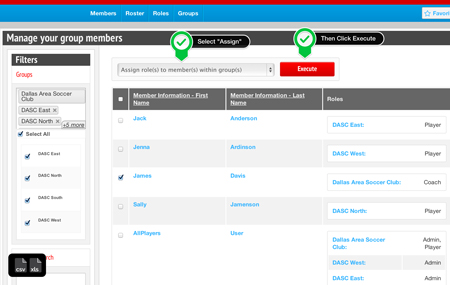 Members Roster Roles Groups
Favori
Select "Assign"
Then Click Execute
Manage your group members
Filters
Groups
Dallas Area Soccer Club
DASC East ×
DASC North ×
+5 more
Select All
DASC East
DASC North
DASC South
DASC West
csv xls
rch
Assign role(s) to member(s) within group(s)
Execute
Member Information - First Name
Member Information - Last Name
Roles
Jack Anderson DASC East: Player
Jenna Ardinson DASC West: Player
James Davis Dallas Area Soccer Club: Coach
Sally Jamenson DASC North: Player
AllPlayers User Dallas Area Soccer Club: Admin, Player
DASC West: Admin
DASC East: Admin